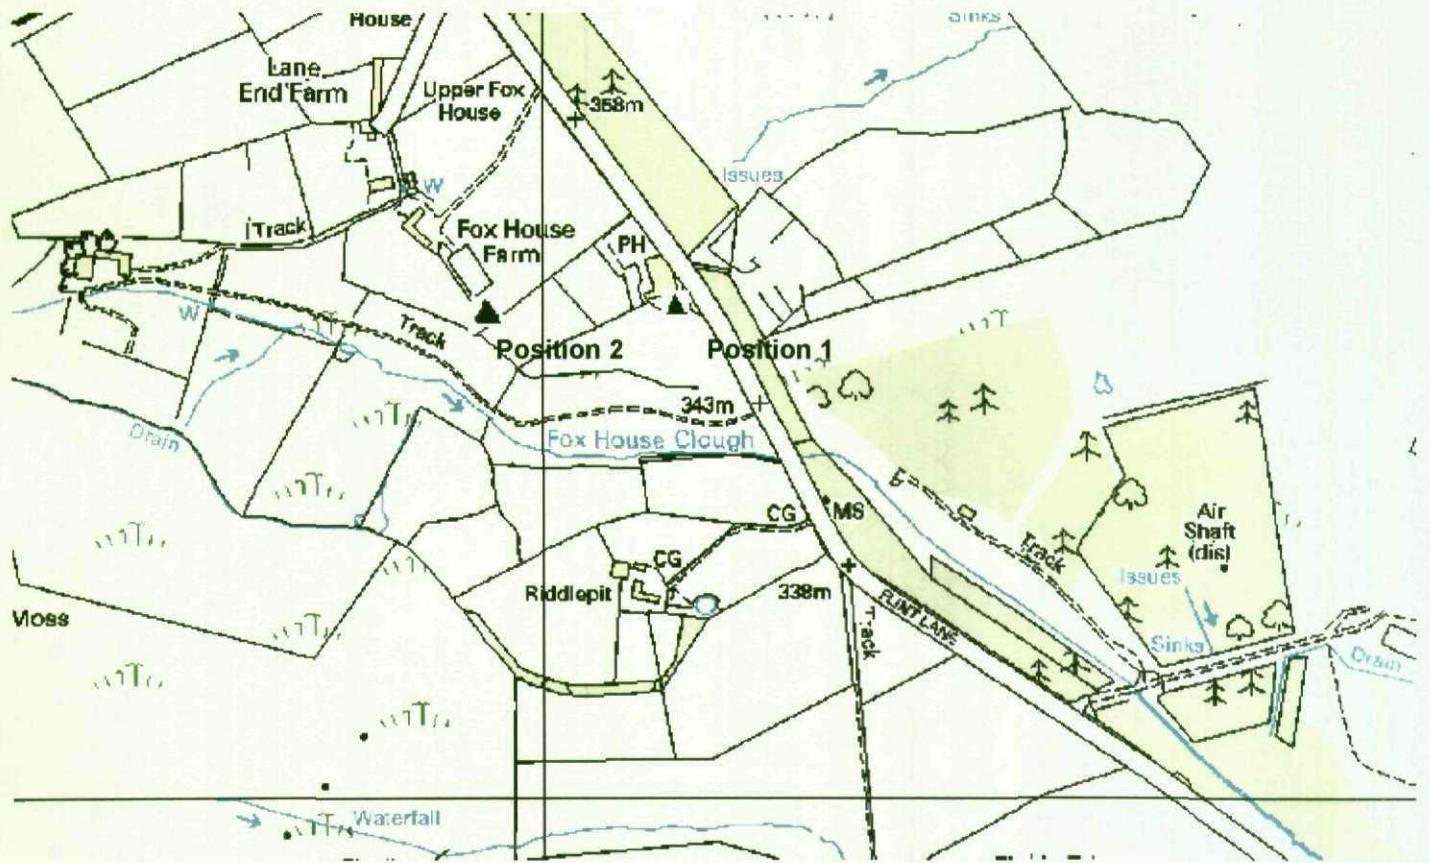 House
Sinks
Lane
End Farm
Upper Fox
House
358m
Issues
W
Track
Fox House
Farm
PH
W
Track
Position 2
Position 1
343m
Drain
Fox House Clough
CG
MS
Air
Shaft
(dis)
Track
CG
Issues
Riddlepit
338m
FLINT LANE
Track
Moss
Sinks
Drain
Waterfall